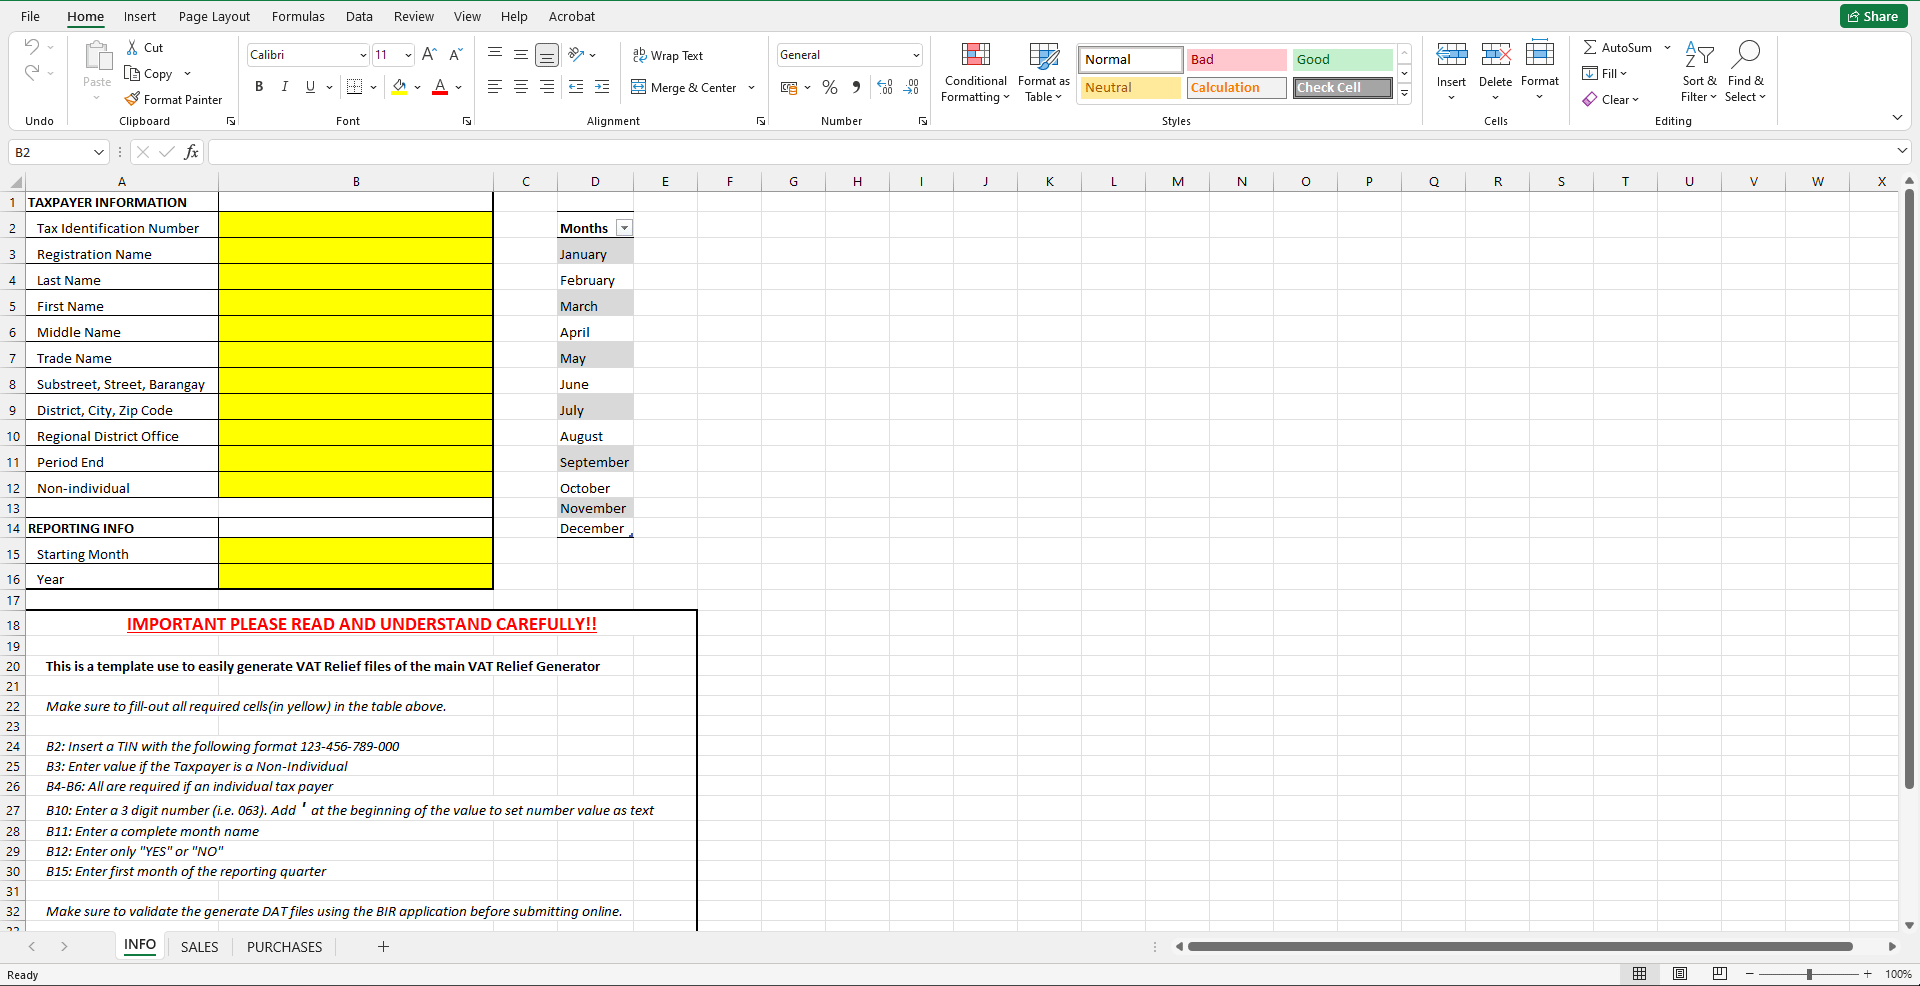 File Home Insert Page Layout Formulas Data Review View Help Acrobat Share
Paste Cut
Copy
Format Painter
Calibri 11
B I U
ab Wrap Text
Merge & Center
General
Conditional Formatting
Format as Table
Normal Bad Good
Neutral Calculation Check Cell
Insert Delete Format
AutoSum
Fill
Clear
Sort & Filter
Find & Select
Undo Clipboard Font Alignment Number Styles Cells Editing
B2 fx
A B C D E F G H I J K L M N O P Q R S T U V W X
1 TAXPAYER INFORMATION
2 Tax Identification Number Months
3 Registration Name January
4 Last Name February
5 First Name March
6 Middle Name April
7 Trade Name May
8 Substreet, Street, Barangay June
9 District, City, Zip Code July
10 Regional District Office August
11 Period End September
12 Non-individual October
13 November
14 REPORTING INFO December
15 Starting Month
16 Year
17
18 IMPORTANT PLEASE READ AND UNDERSTAND CAREFULLY!!
19
20 This is a template use to easily generate VAT Relief files of the main VAT Relief Generator
21
22 Make sure to fill-out all required cells(in yellow) in the table above.
23
24 B2: Insert a TIN with the following format 123-456-789-000
25 B3: Enter value if the Taxpayer is a Non-Individual
26 B4-B6: All are required if an individual tax payer
27 B10: Enter a 3 digit number (i.e. 063). Add ' at the beginning of the value to set number value as text
28 B11: Enter a complete month name
29 B12: Enter only "YES" or "NO"
30 B15: Enter first month of the reporting quarter
31
32 Make sure to validate the generate DAT files using the BIR application before submitting online.
INFO SALES PURCHASES
Ready 100%